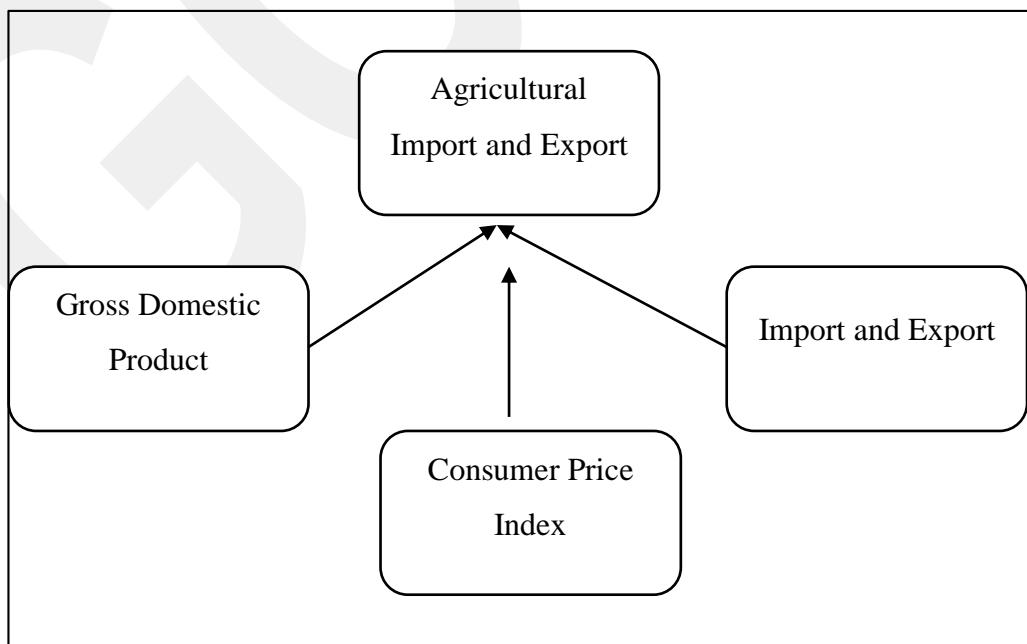 Agricultural
Import and Export
Gross Domestic
Product
Import and Export
Consumer Price
Index